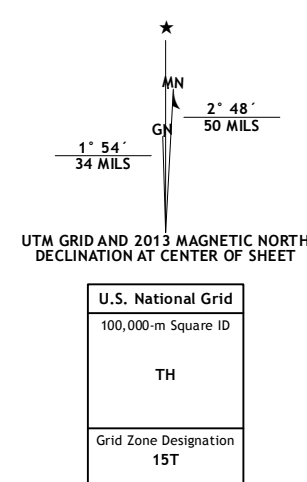 ★
MN
GN
2° 48´
50 MILS
1° 54´
34 MILS
UTM GRID AND 2013 MAGNETIC NORTH
DECLINATION AT CENTER OF SHEET
U.S. National Grid
100,000-m Square ID
TH
Grid Zone Designation
15T